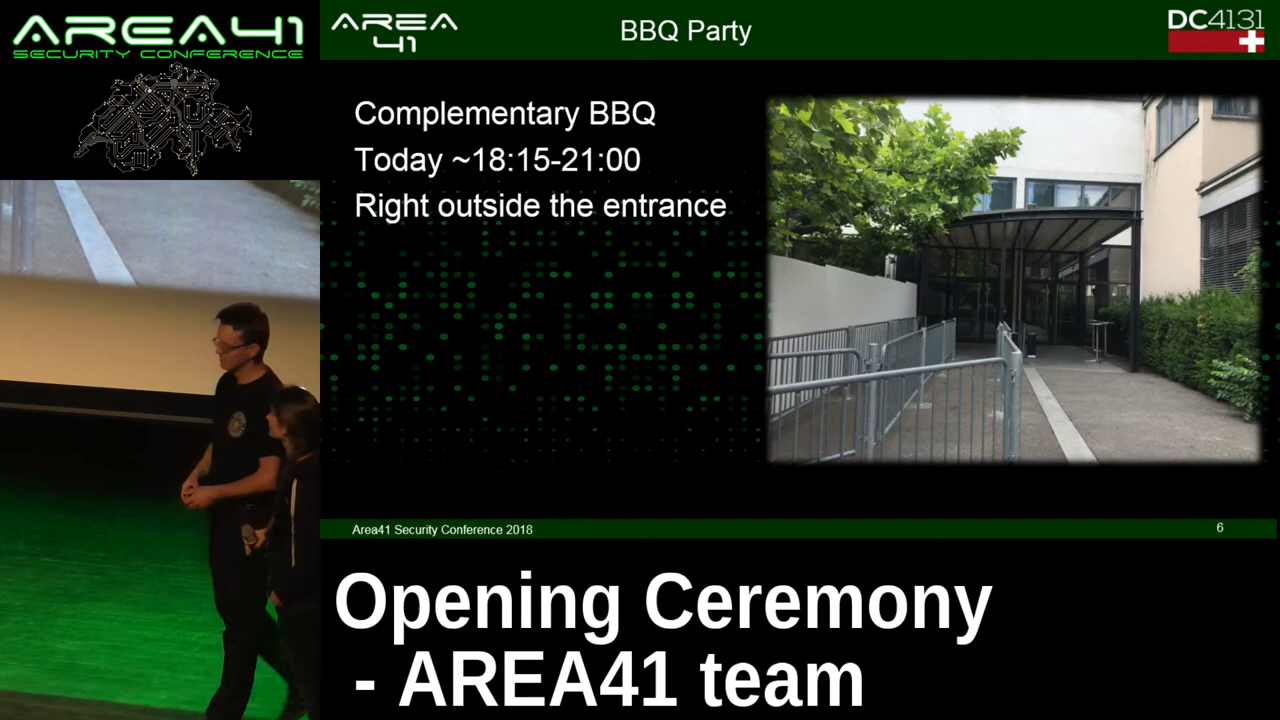 AREA41
SECURITY CONFERENCE
AREA
41
BBQ Party
DC4131
Complementary BBQ
Today ~18:15-21:00
Right outside the entrance
Area41 Security Conference 2018
6
Opening Ceremony
- AREA41 team